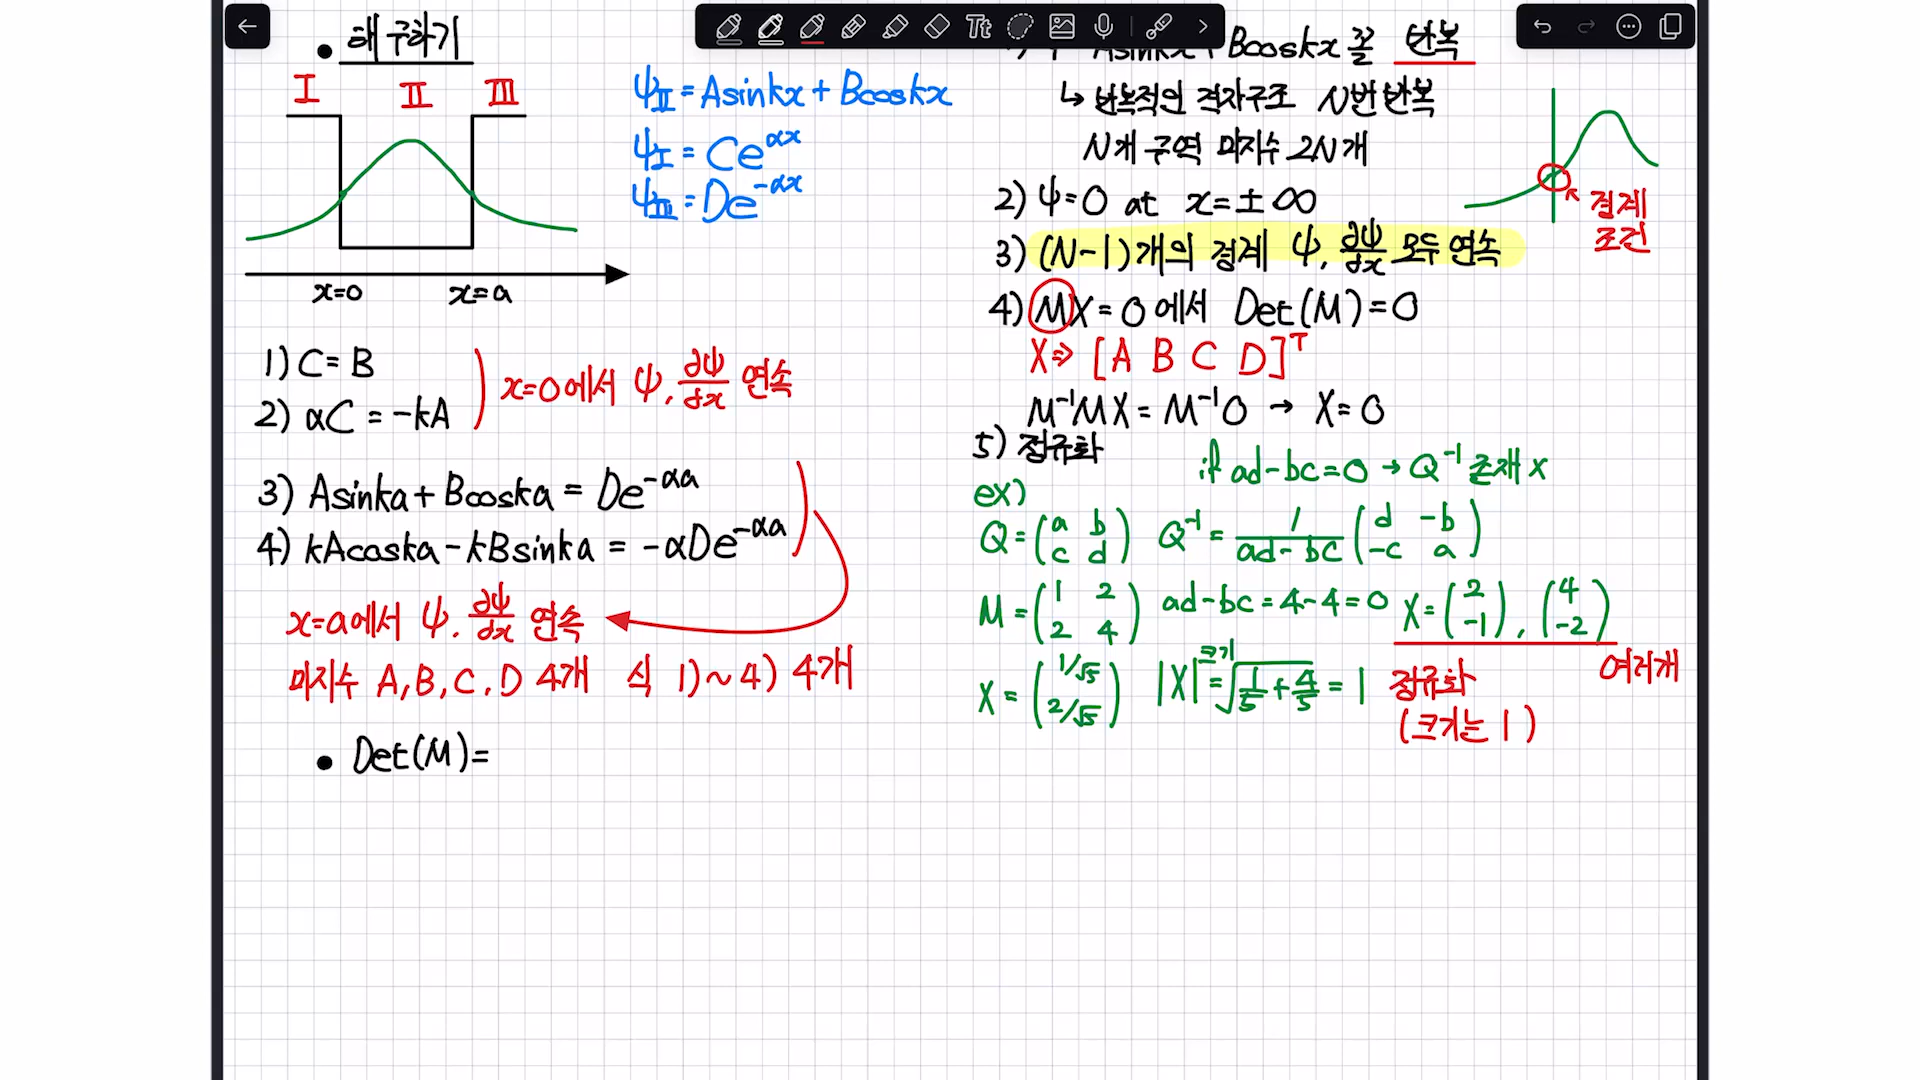 • 해 구하기
I II III
x=0 x=a
ψ_II = Asinkx + Bcoskx
ψ_I = Ce^{αx}
ψ_III = De^{-αx}
1) C = B
2) αC = -kA
x=0에서 ψ, ∂ψ/∂x 연속
3) Asinka + Bcoska = De^{-αa}
4) kAcoska - kBsinka = -αDe^{-αa}
x=a에서 ψ, ∂ψ/∂x 연속
미지수 A, B, C, D 4개 식 1)~4) 4개
• Det(M)=
Tt
Asinkx + Bcoskx 꼴 반복
↳ 반복적인 격자구조 N번 반복
N개 구역 미지수 2N개
2) ψ=0 at x=±∞
경계
조건
3) (N-1)개의 경계 ψ, ∂ψ/∂x 모두 연속
4) MX = 0 에서 Det(M)=0
X⇒ [A B C D]^T
M^{-1}MX = M^{-1}0 → X=0
5) 정규화
if ad-bc=0 → Q^{-1} 존재 X
ex)
Q = (a b / c d) Q^{-1} = 1/(ad-bc) (d -b / -c a)
M = (1 2 / 2 4) ad-bc=4-4=0 X = (2 / -1), (4 / -2)
여러개
X = (1/√5 / 2/√5) |X| = √(1/5 + 4/5) = 1
크기
정규화
(크기는 1)